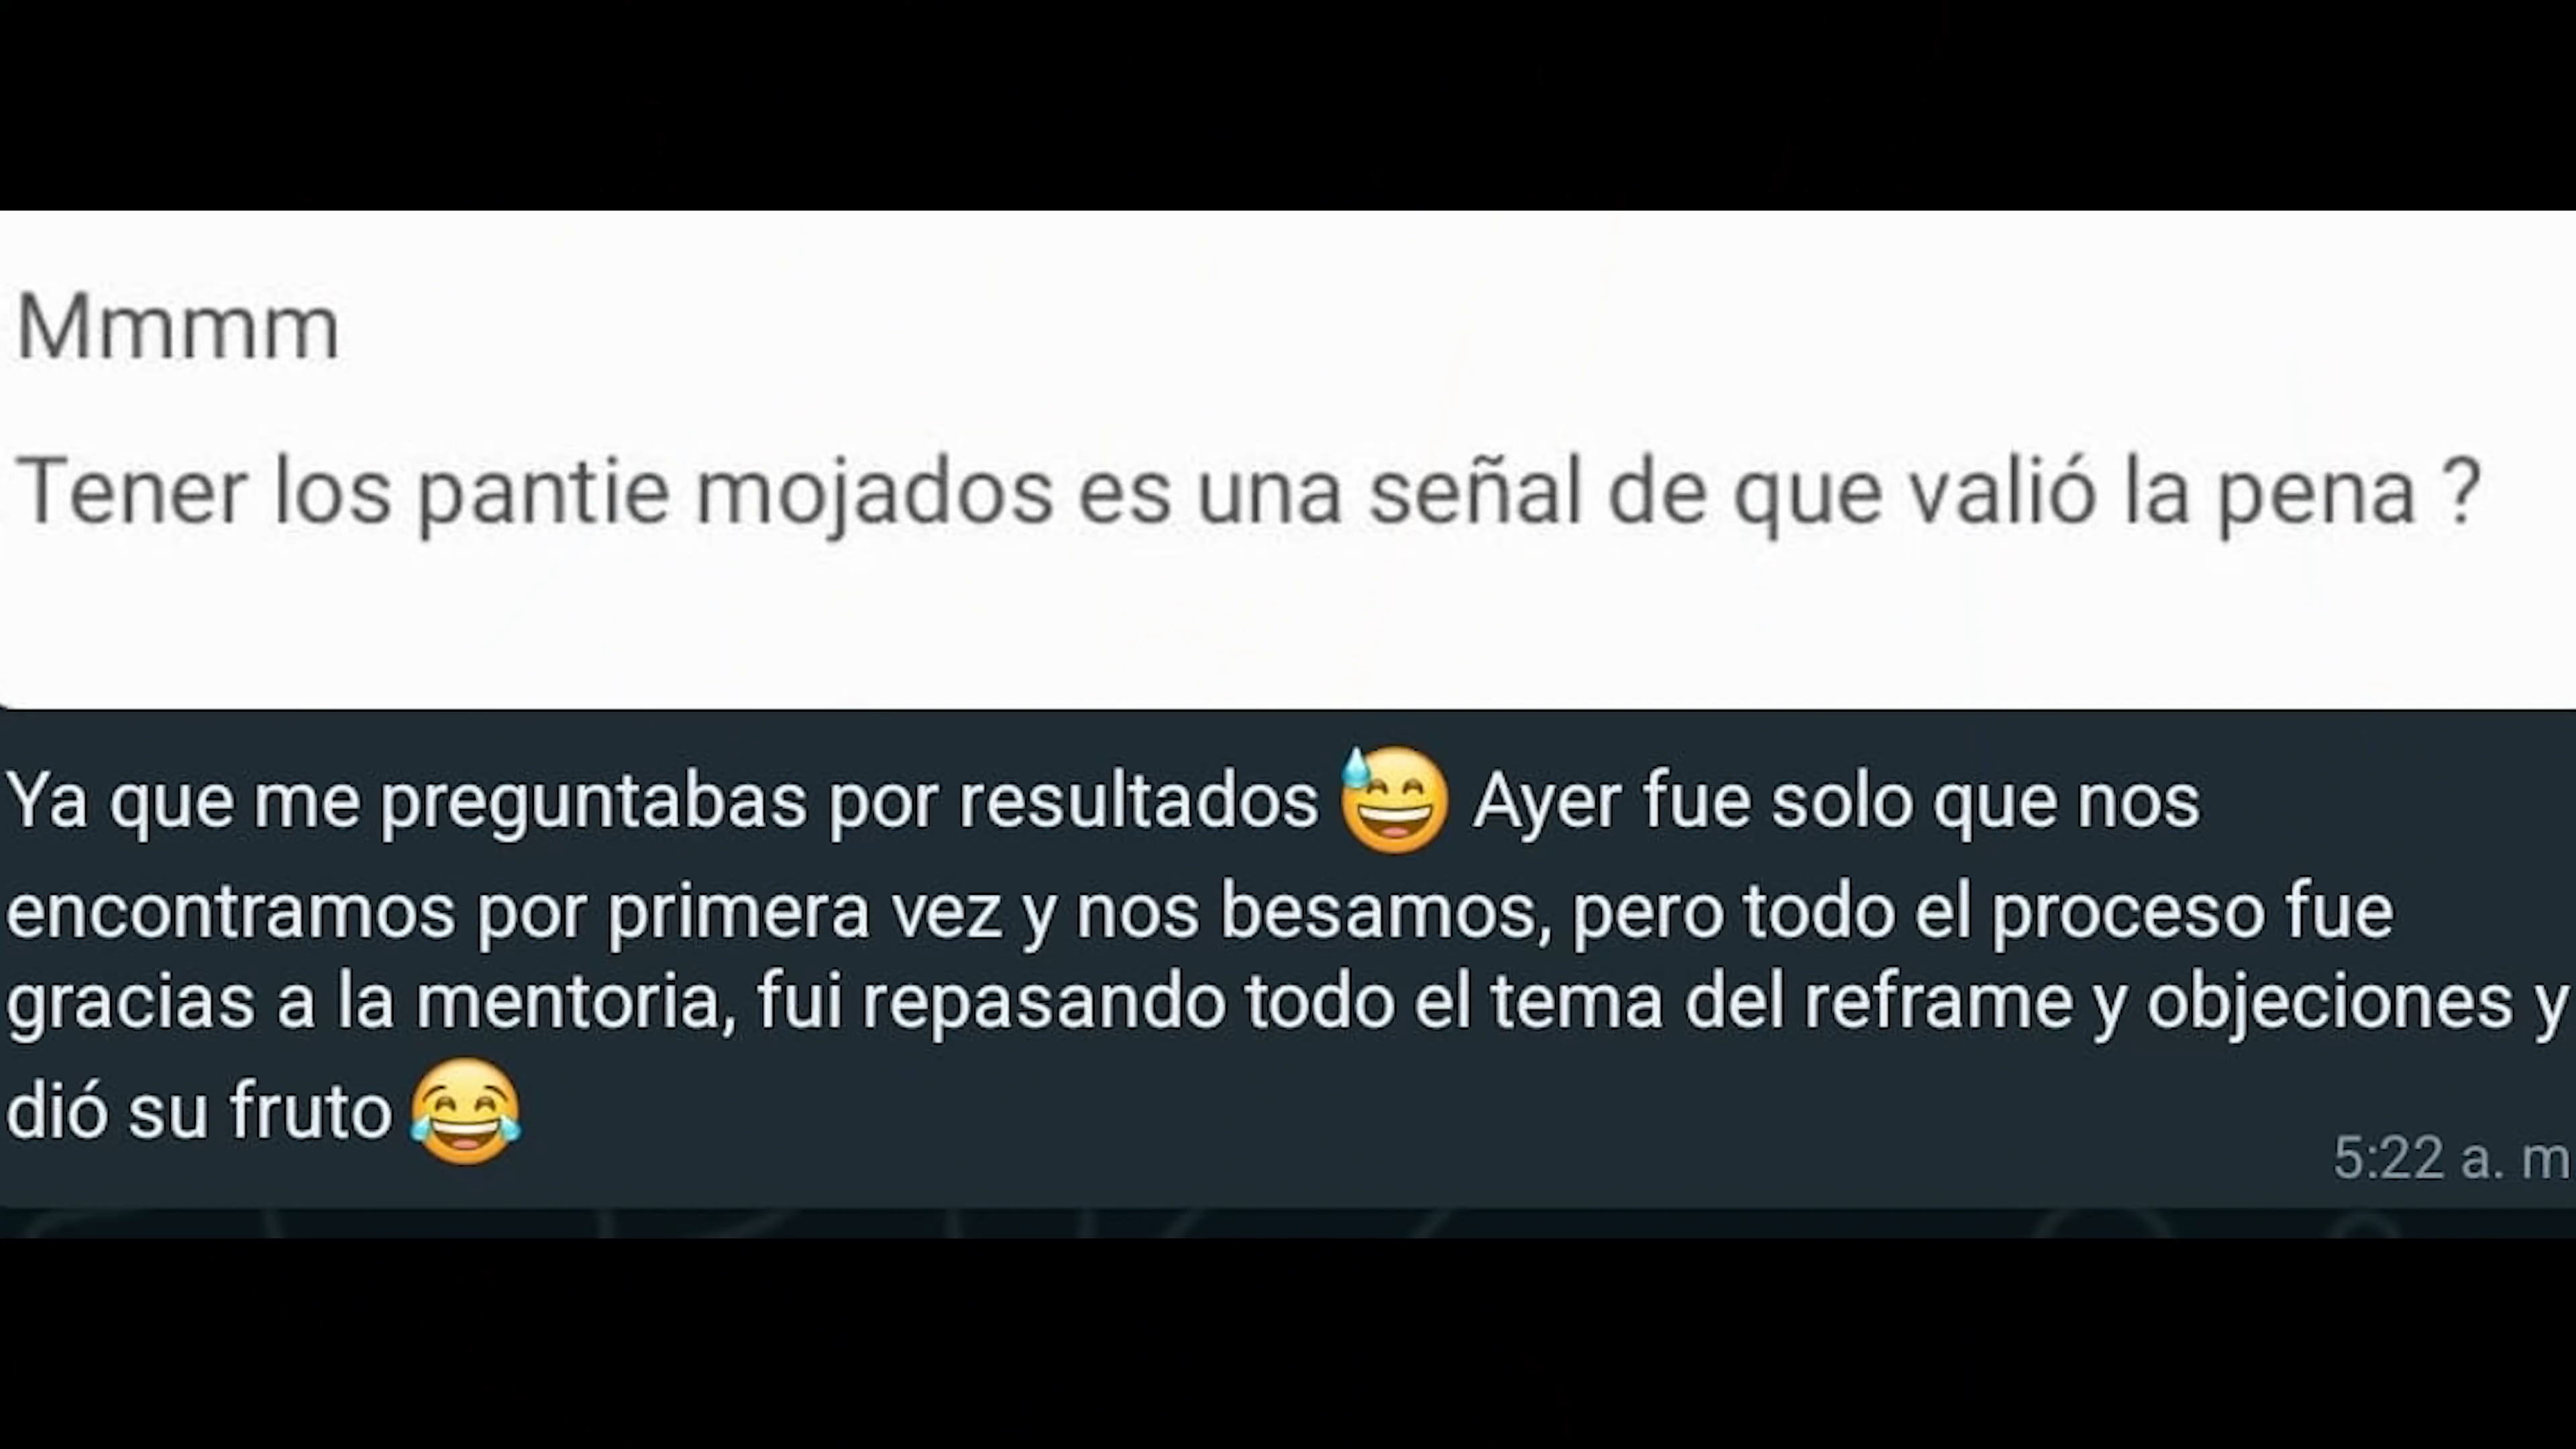 Mmmm
Tener los pantie mojados es una señal de que valió la pena ?
Ya que me preguntabas por resultados 😅 Ayer fue solo que nos
encontramos por primera vez y nos besamos, pero todo el proceso fue
gracias a la mentoria, fui repasando todo el tema del reframe y objeciones y
dió su fruto 😂
5:22 a. m